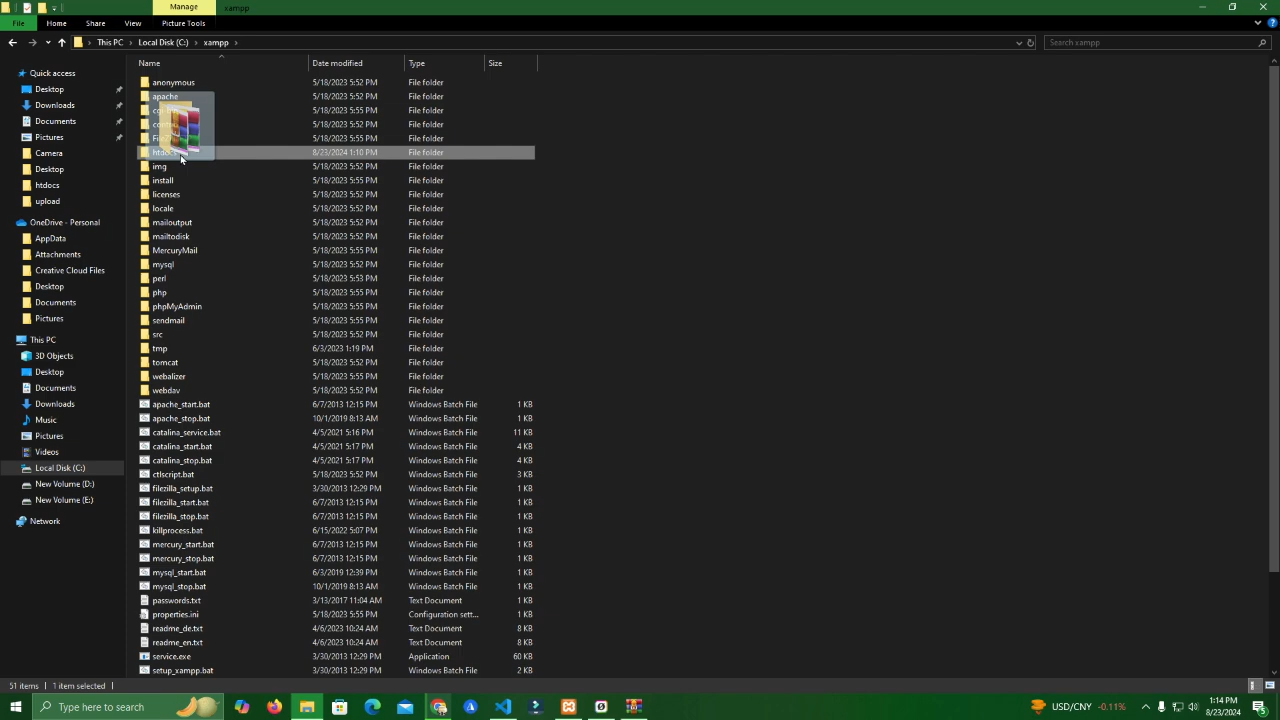 Manage
xampp
File
Home
Share
View
Picture Tools
This PC
Local Disk (C:)
xampp
Search xampp
Name
Date modified
Type
Size
Quick access
Desktop
Downloads
Documents
Pictures
Camera
Desktop
htdocs
upload
OneDrive - Personal
AppData
Attachments
Creative Cloud Files
Desktop
Documents
Pictures
This PC
3D Objects
Desktop
Documents
Downloads
Music
Pictures
Videos
Local Disk (C:)
New Volume (D:)
New Volume (E:)
Network
anonymous 5/18/2023 5:52 PM File folder
apache 5/18/2023 5:52 PM File folder
5/18/2023 5:55 PM File folder
5/18/2023 5:52 PM File folder
5/18/2023 5:55 PM File folder
htdocs 8/23/2024 1:10 PM File folder
img 5/18/2023 5:52 PM File folder
install 5/18/2023 5:55 PM File folder
licenses 5/18/2023 5:52 PM File folder
locale 5/18/2023 5:52 PM File folder
mailoutput 5/18/2023 5:52 PM File folder
mailtodisk 5/18/2023 5:52 PM File folder
MercuryMail 5/18/2023 5:55 PM File folder
mysql 5/18/2023 5:52 PM File folder
perl 5/18/2023 5:53 PM File folder
php 5/18/2023 5:55 PM File folder
phpMyAdmin 5/18/2023 5:55 PM File folder
sendmail 5/18/2023 5:55 PM File folder
src 5/18/2023 5:52 PM File folder
tmp 6/3/2023 1:19 PM File folder
tomcat 5/18/2023 5:52 PM File folder
webalizer 5/18/2023 5:55 PM File folder
webdav 5/18/2023 5:52 PM File folder
apache_start.bat 6/7/2013 12:15 PM Windows Batch File 1 KB
apache_stop.bat 10/1/2019 8:13 AM Windows Batch File 1 KB
catalina_service.bat 4/5/2021 5:16 PM Windows Batch File 11 KB
catalina_start.bat 4/5/2021 5:17 PM Windows Batch File 4 KB
catalina_stop.bat 4/5/2021 5:17 PM Windows Batch File 4 KB
ctlscript.bat 5/18/2023 5:52 PM Windows Batch File 3 KB
filezilla_setup.bat 3/30/2013 12:29 PM Windows Batch File 1 KB
filezilla_start.bat 6/7/2013 12:15 PM Windows Batch File 1 KB
filezilla_stop.bat 6/7/2013 12:15 PM Windows Batch File 1 KB
killprocess.bat 6/15/2022 5:07 PM Windows Batch File 1 KB
mercury_start.bat 6/7/2013 12:15 PM Windows Batch File 1 KB
mercury_stop.bat 6/7/2013 12:15 PM Windows Batch File 1 KB
mysql_start.bat 6/3/2019 12:39 PM Windows Batch File 1 KB
mysql_stop.bat 10/1/2019 8:13 AM Windows Batch File 1 KB
passwords.txt 3/13/2017 11:04 AM Text Document 1 KB
properties.ini 5/18/2023 5:55 PM Configuration sett... 1 KB
readme_de.txt 4/6/2023 10:24 AM Text Document 8 KB
readme_en.txt 4/6/2023 10:24 AM Text Document 8 KB
service.exe 3/30/2013 12:29 PM Application 60 KB
setup_xampp.bat 3/30/2013 12:29 PM Windows Batch File 2 KB
51 items
1 item selected
Type here to search
USD/CNY -0.11%
1:14 PM
8/23/2024